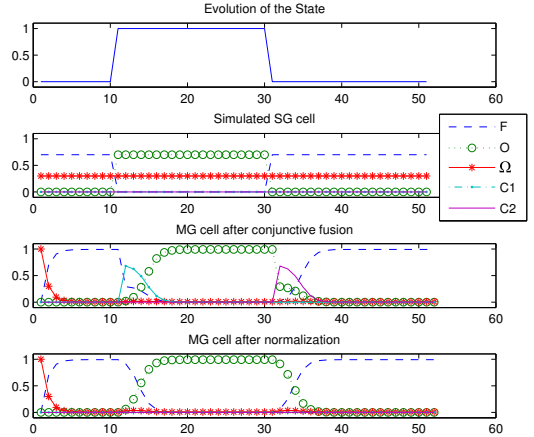 Evolution of the State
1
0.5
0
0 10 20 30 40 50 60
Simulated SG cell
1
0.5
0
0 10 20 30 40 50 60
F
O
Ω
C1
C2
MG cell after conjunctive fusion
1
0.5
0
0 10 20 30 40 50 60
MG cell after normalization
1
0.5
0
0 10 20 30 40 50 60